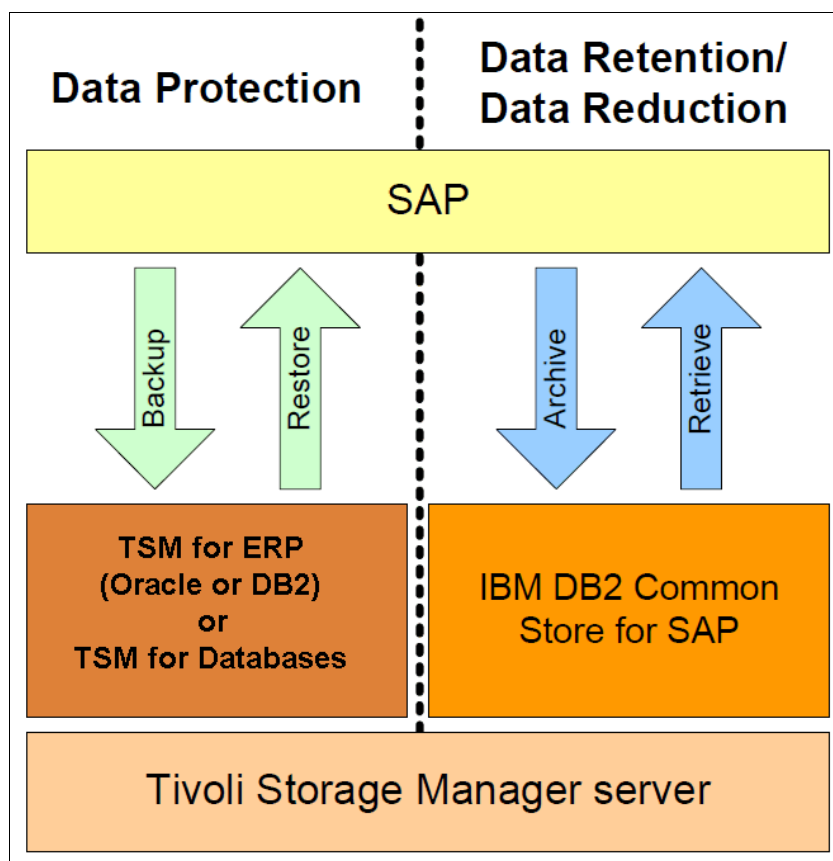 Data Protection
Data Retention/
Data Reduction
SAP
Backup
Restore
Archive
Retrieve
TSM for ERP
(Oracle or DB2)
or
TSM for Databases
IBM DB2 Common
Store for SAP
Tivoli Storage Manager server